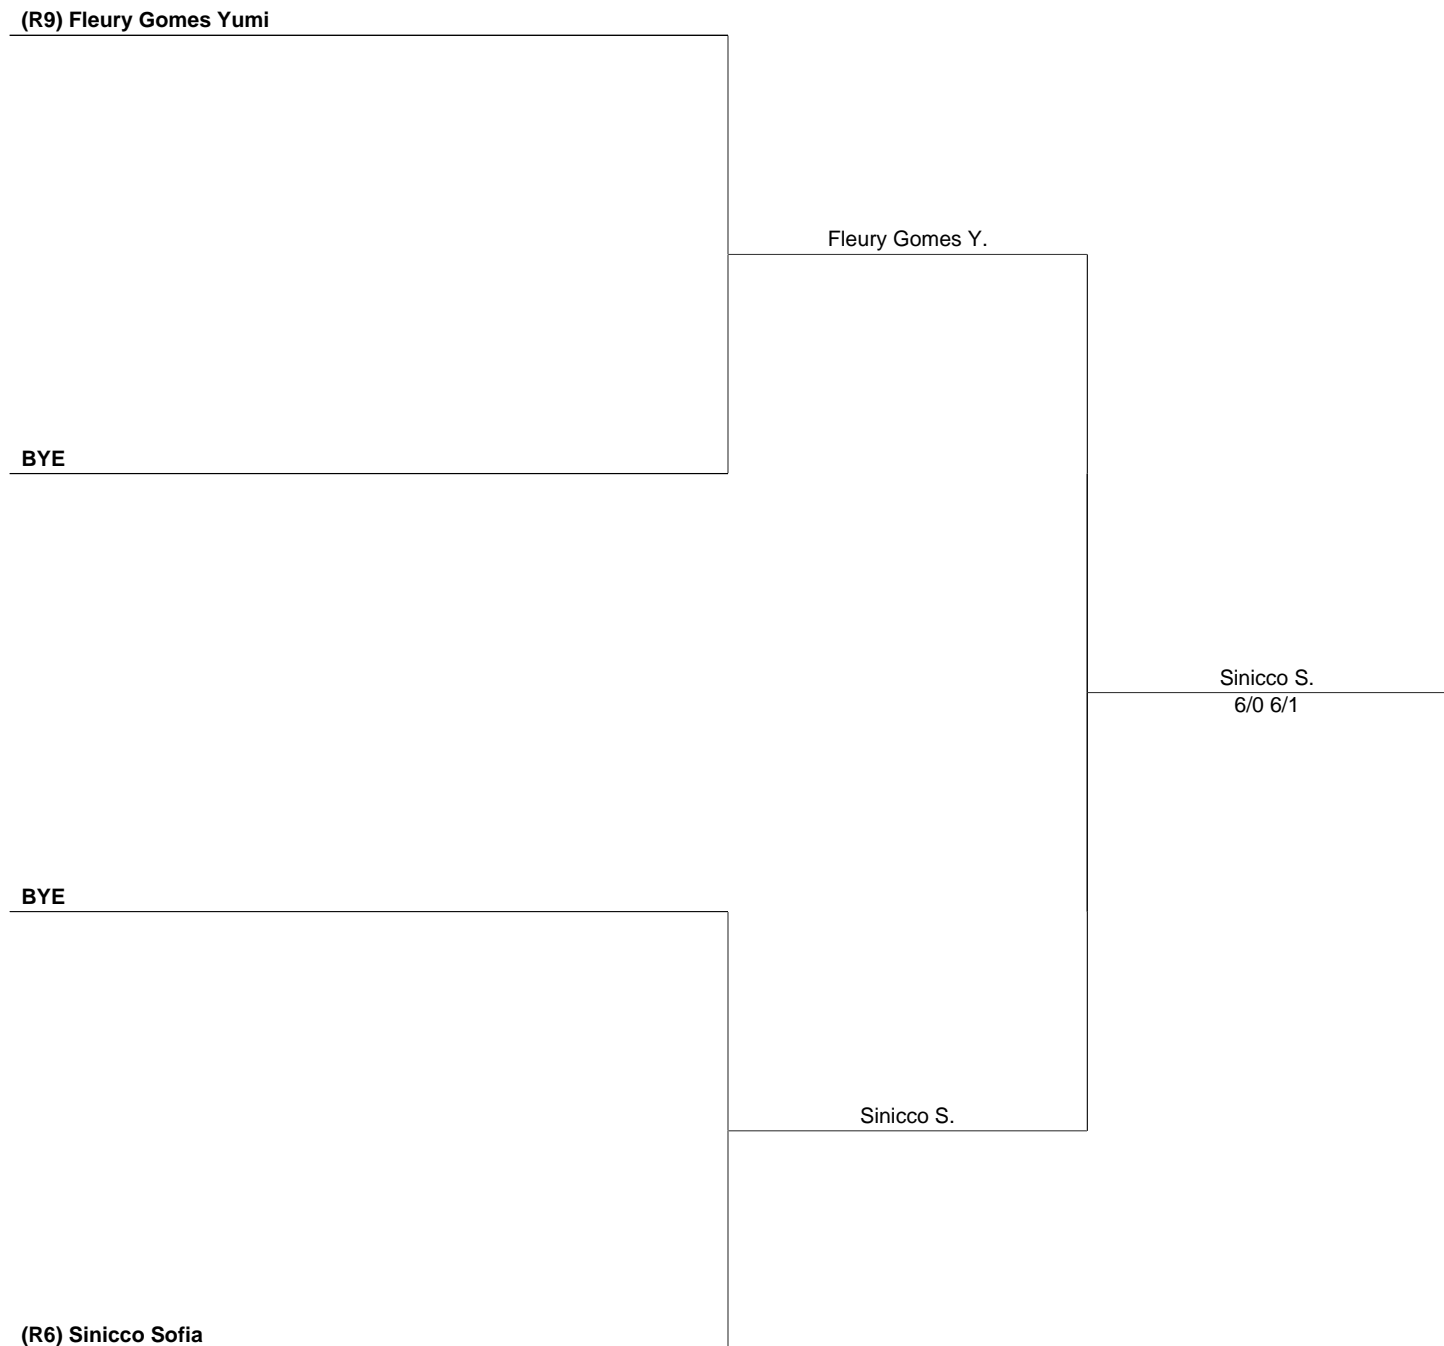 (R9) Fleury Gomes Yumi
Fleury Gomes Y.
BYE
Sinicco S.
6/0 6/1
BYE
Sinicco S.
(R6) Sinicco Sofia